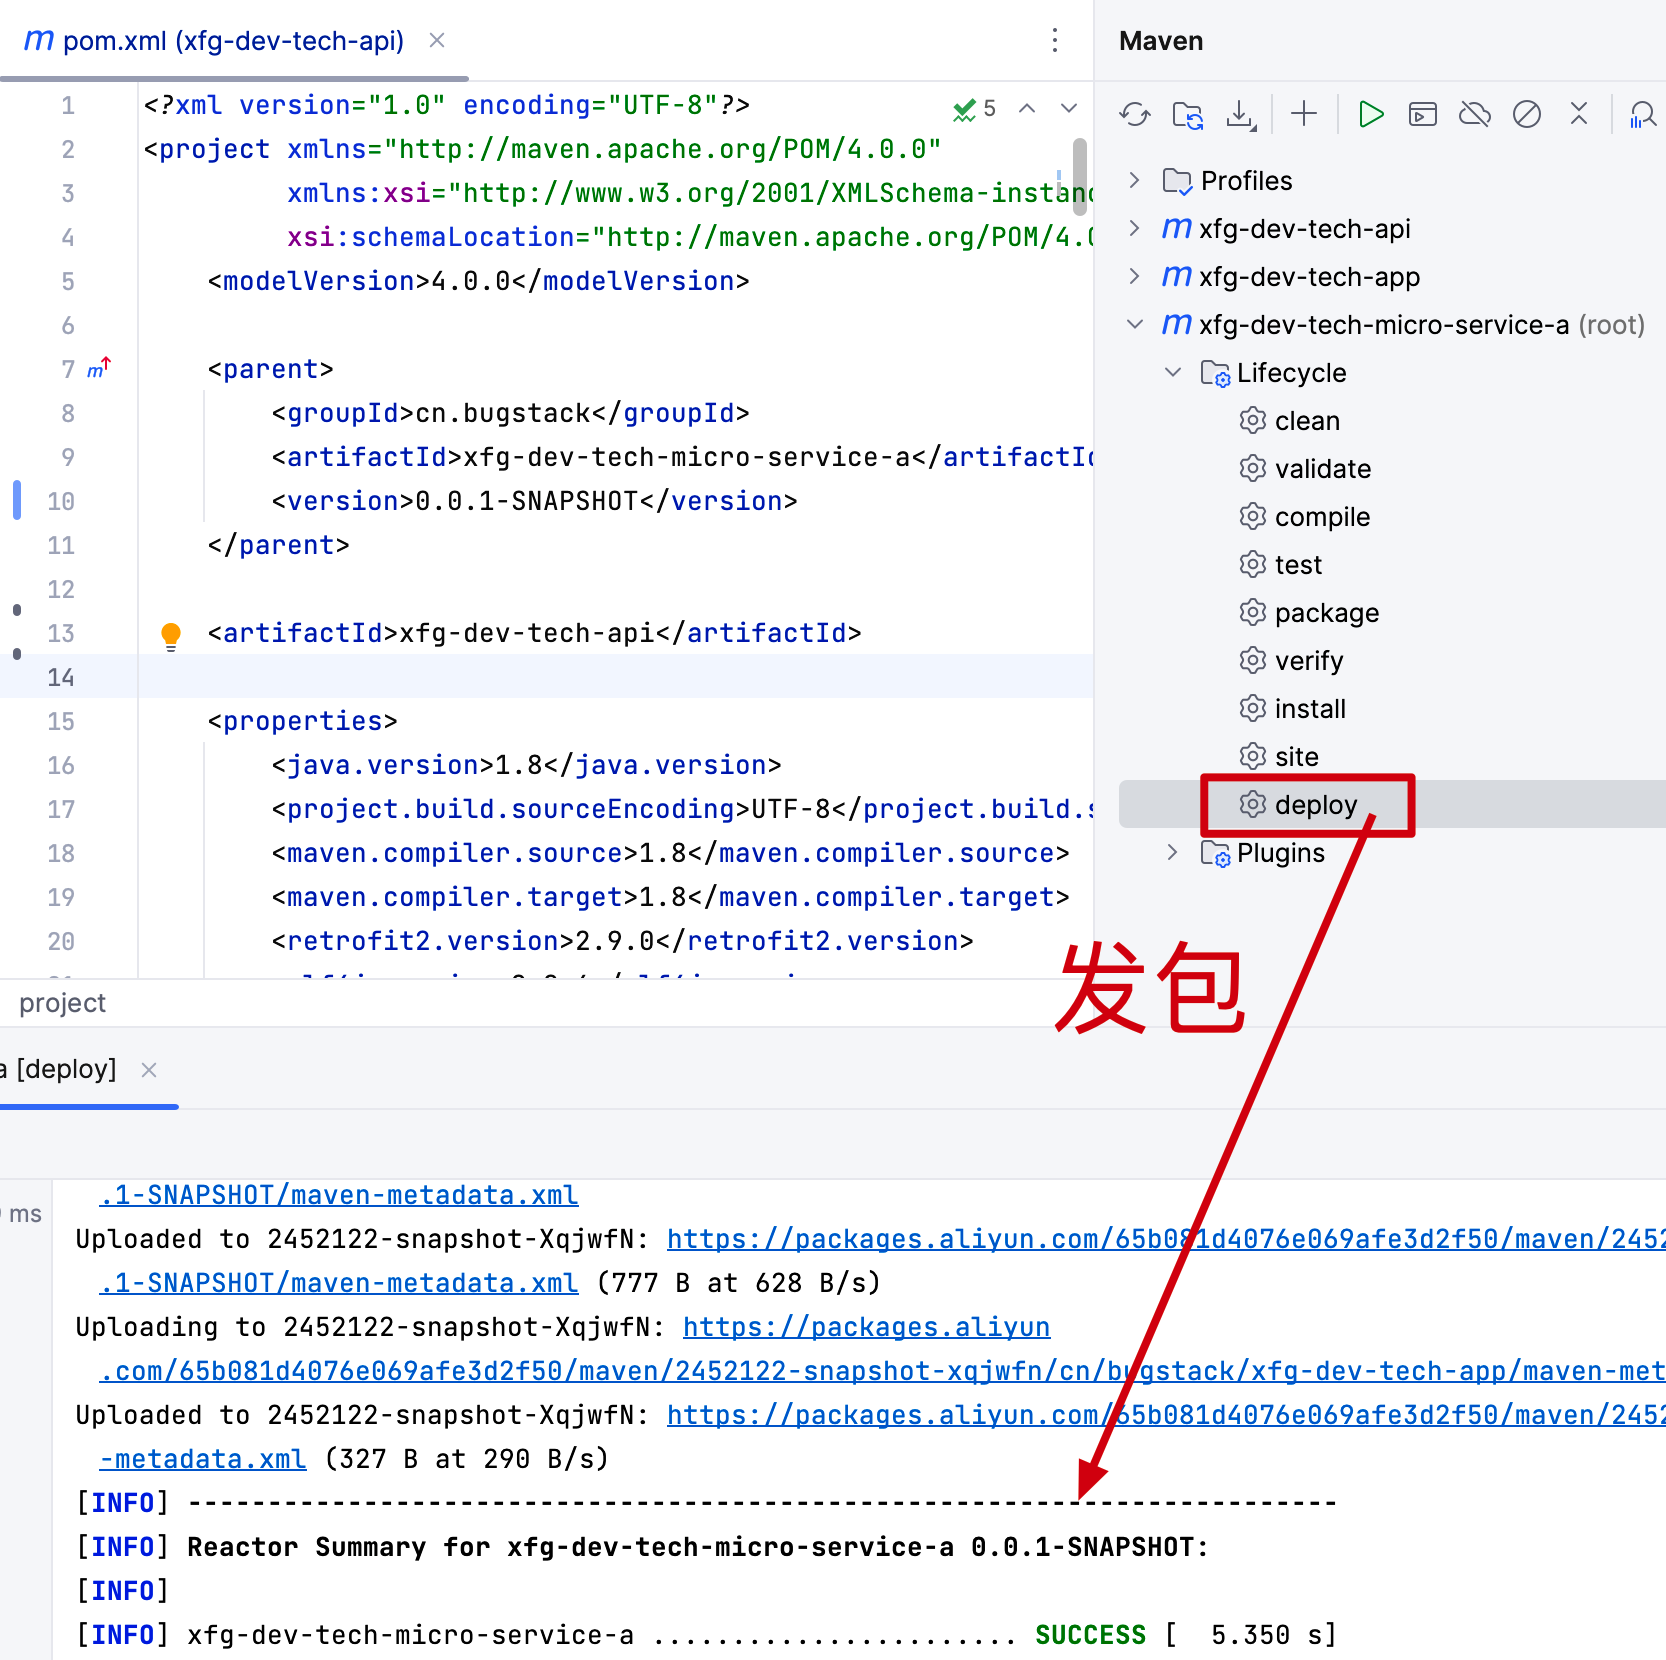 pom.xml (xfg-dev-tech-api)
1 <?xml version="1.0" encoding="UTF-8"?>
5
2 <project xmlns="http://maven.apache.org/POM/4.0.0"
3 xmlns:xsi="http://www.w3.org/2001/XMLSchema-instanc
4 xsi:schemaLocation="http://maven.apache.org/POM/4.0
5 <modelVersion>4.0.0</modelVersion>
6
7 <parent>
8 <groupId>cn.bugstack</groupId>
9 <artifactId>xfg-dev-tech-micro-service-a</artifactId
10 <version>0.0.1-SNAPSHOT</version>
11 </parent>
12
13 <artifactId>xfg-dev-tech-api</artifactId>
14
15 <properties>
16 <java.version>1.8</java.version>
17 <project.build.sourceEncoding>UTF-8</project.build.s
18 <maven.compiler.source>1.8</maven.compiler.source>
19 <maven.compiler.target>1.8</maven.compiler.target>
20 <retrofit2.version>2.9.0</retrofit2.version>
project
Maven
Profiles
m xfg-dev-tech-api
m xfg-dev-tech-app
m xfg-dev-tech-micro-service-a (root)
Lifecycle
clean
validate
compile
test
package
verify
install
site
deploy
Plugins
发包
a [deploy]
ms
.1-SNAPSHOT/maven-metadata.xml
Uploaded to 2452122-snapshot-XqjwfN: https://packages.aliyun.com/65b081d4076e069afe3d2f50/maven/2452
.1-SNAPSHOT/maven-metadata.xml (777 B at 628 B/s)
Uploading to 2452122-snapshot-XqjwfN: https://packages.aliyun
.com/65b081d4076e069afe3d2f50/maven/2452122-snapshot-xqjwfn/cn/bugstack/xfg-dev-tech-app/maven-met
Uploaded to 2452122-snapshot-XqjwfN: https://packages.aliyun.com/65b081d4076e069afe3d2f50/maven/2452
-metadata.xml (327 B at 290 B/s)
[INFO] ------------------------------------------------------------------------
[INFO] Reactor Summary for xfg-dev-tech-micro-service-a 0.0.1-SNAPSHOT:
[INFO]
[INFO] xfg-dev-tech-micro-service-a ....................... SUCCESS [  5.350 s]